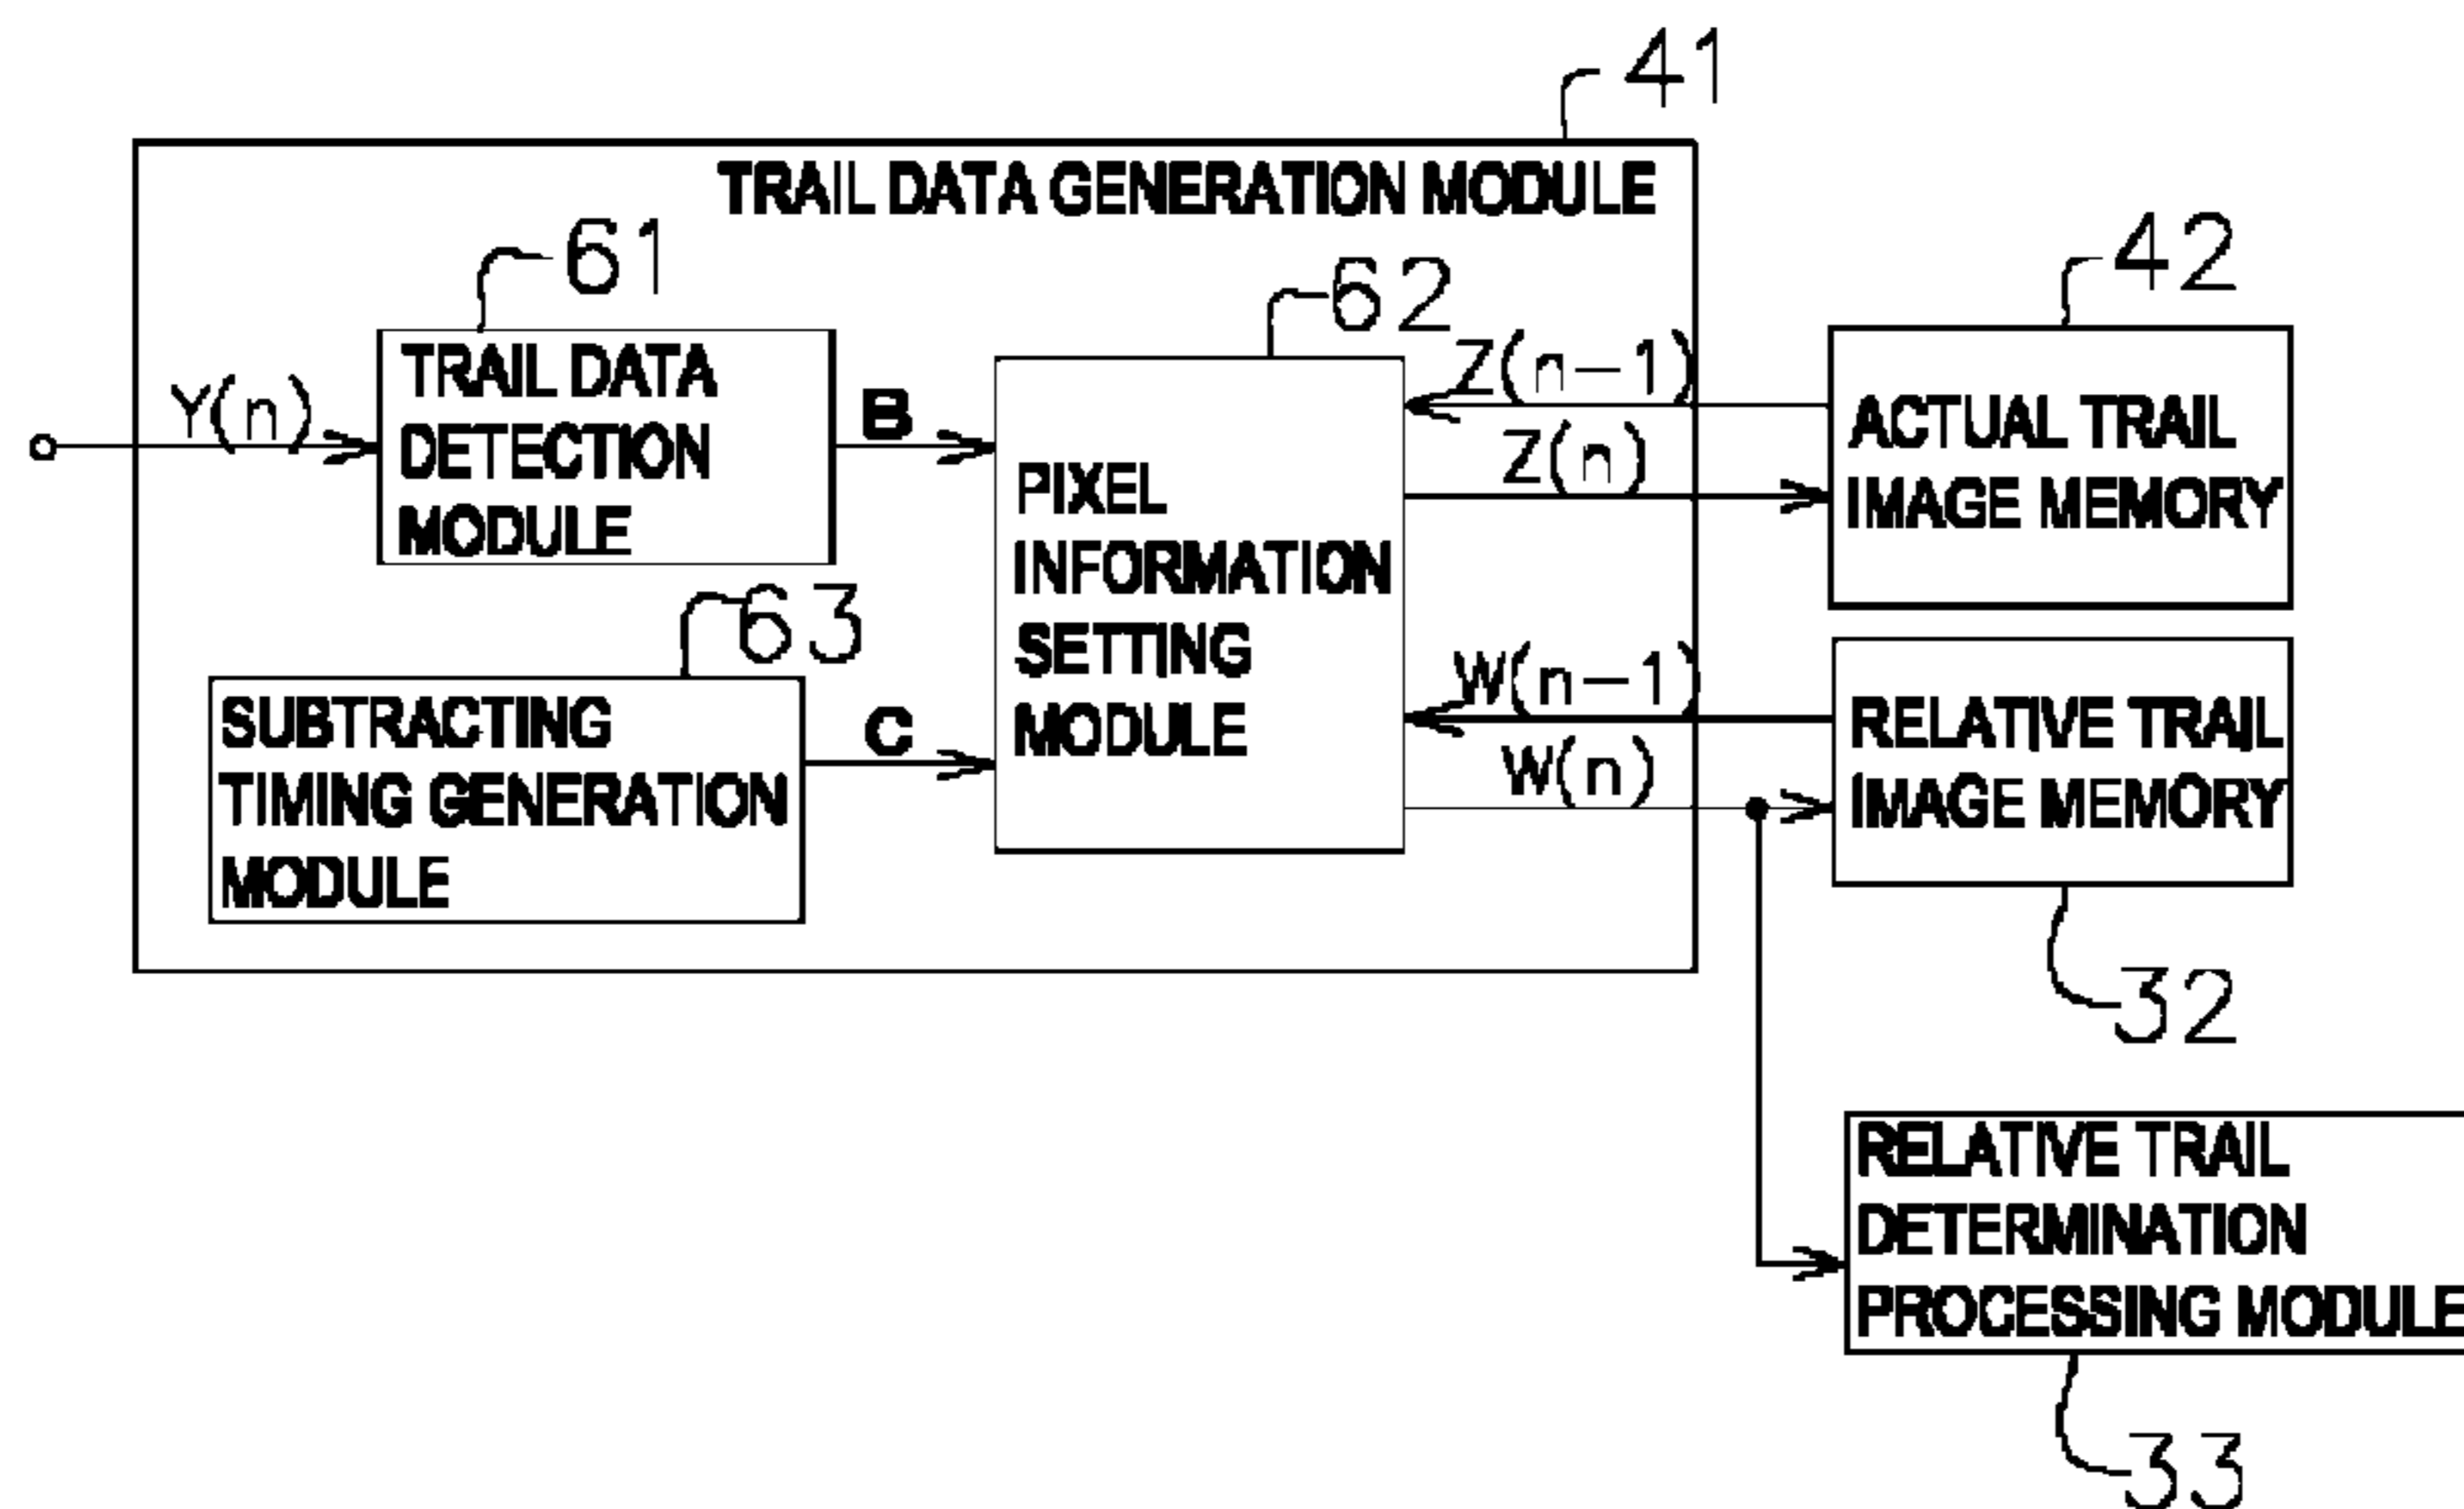 41
TRAIL DATA GENERATION MODULE
61
62
42
Y(n)
TRAIL DATA
DETECTION
MODULE
B
PIXEL
INFORMATION
SETTING
MODULE
Z(n-1)
Z(n)
ACTUAL TRAIL
IMAGE MEMORY
63
SUBTRACTING
TIMING GENERATION
MODULE
C
W(n-1)
W(n)
RELATIVE TRAIL
IMAGE MEMORY
32
RELATIVE TRAIL
DETERMINATION
PROCESSING MODULE
33